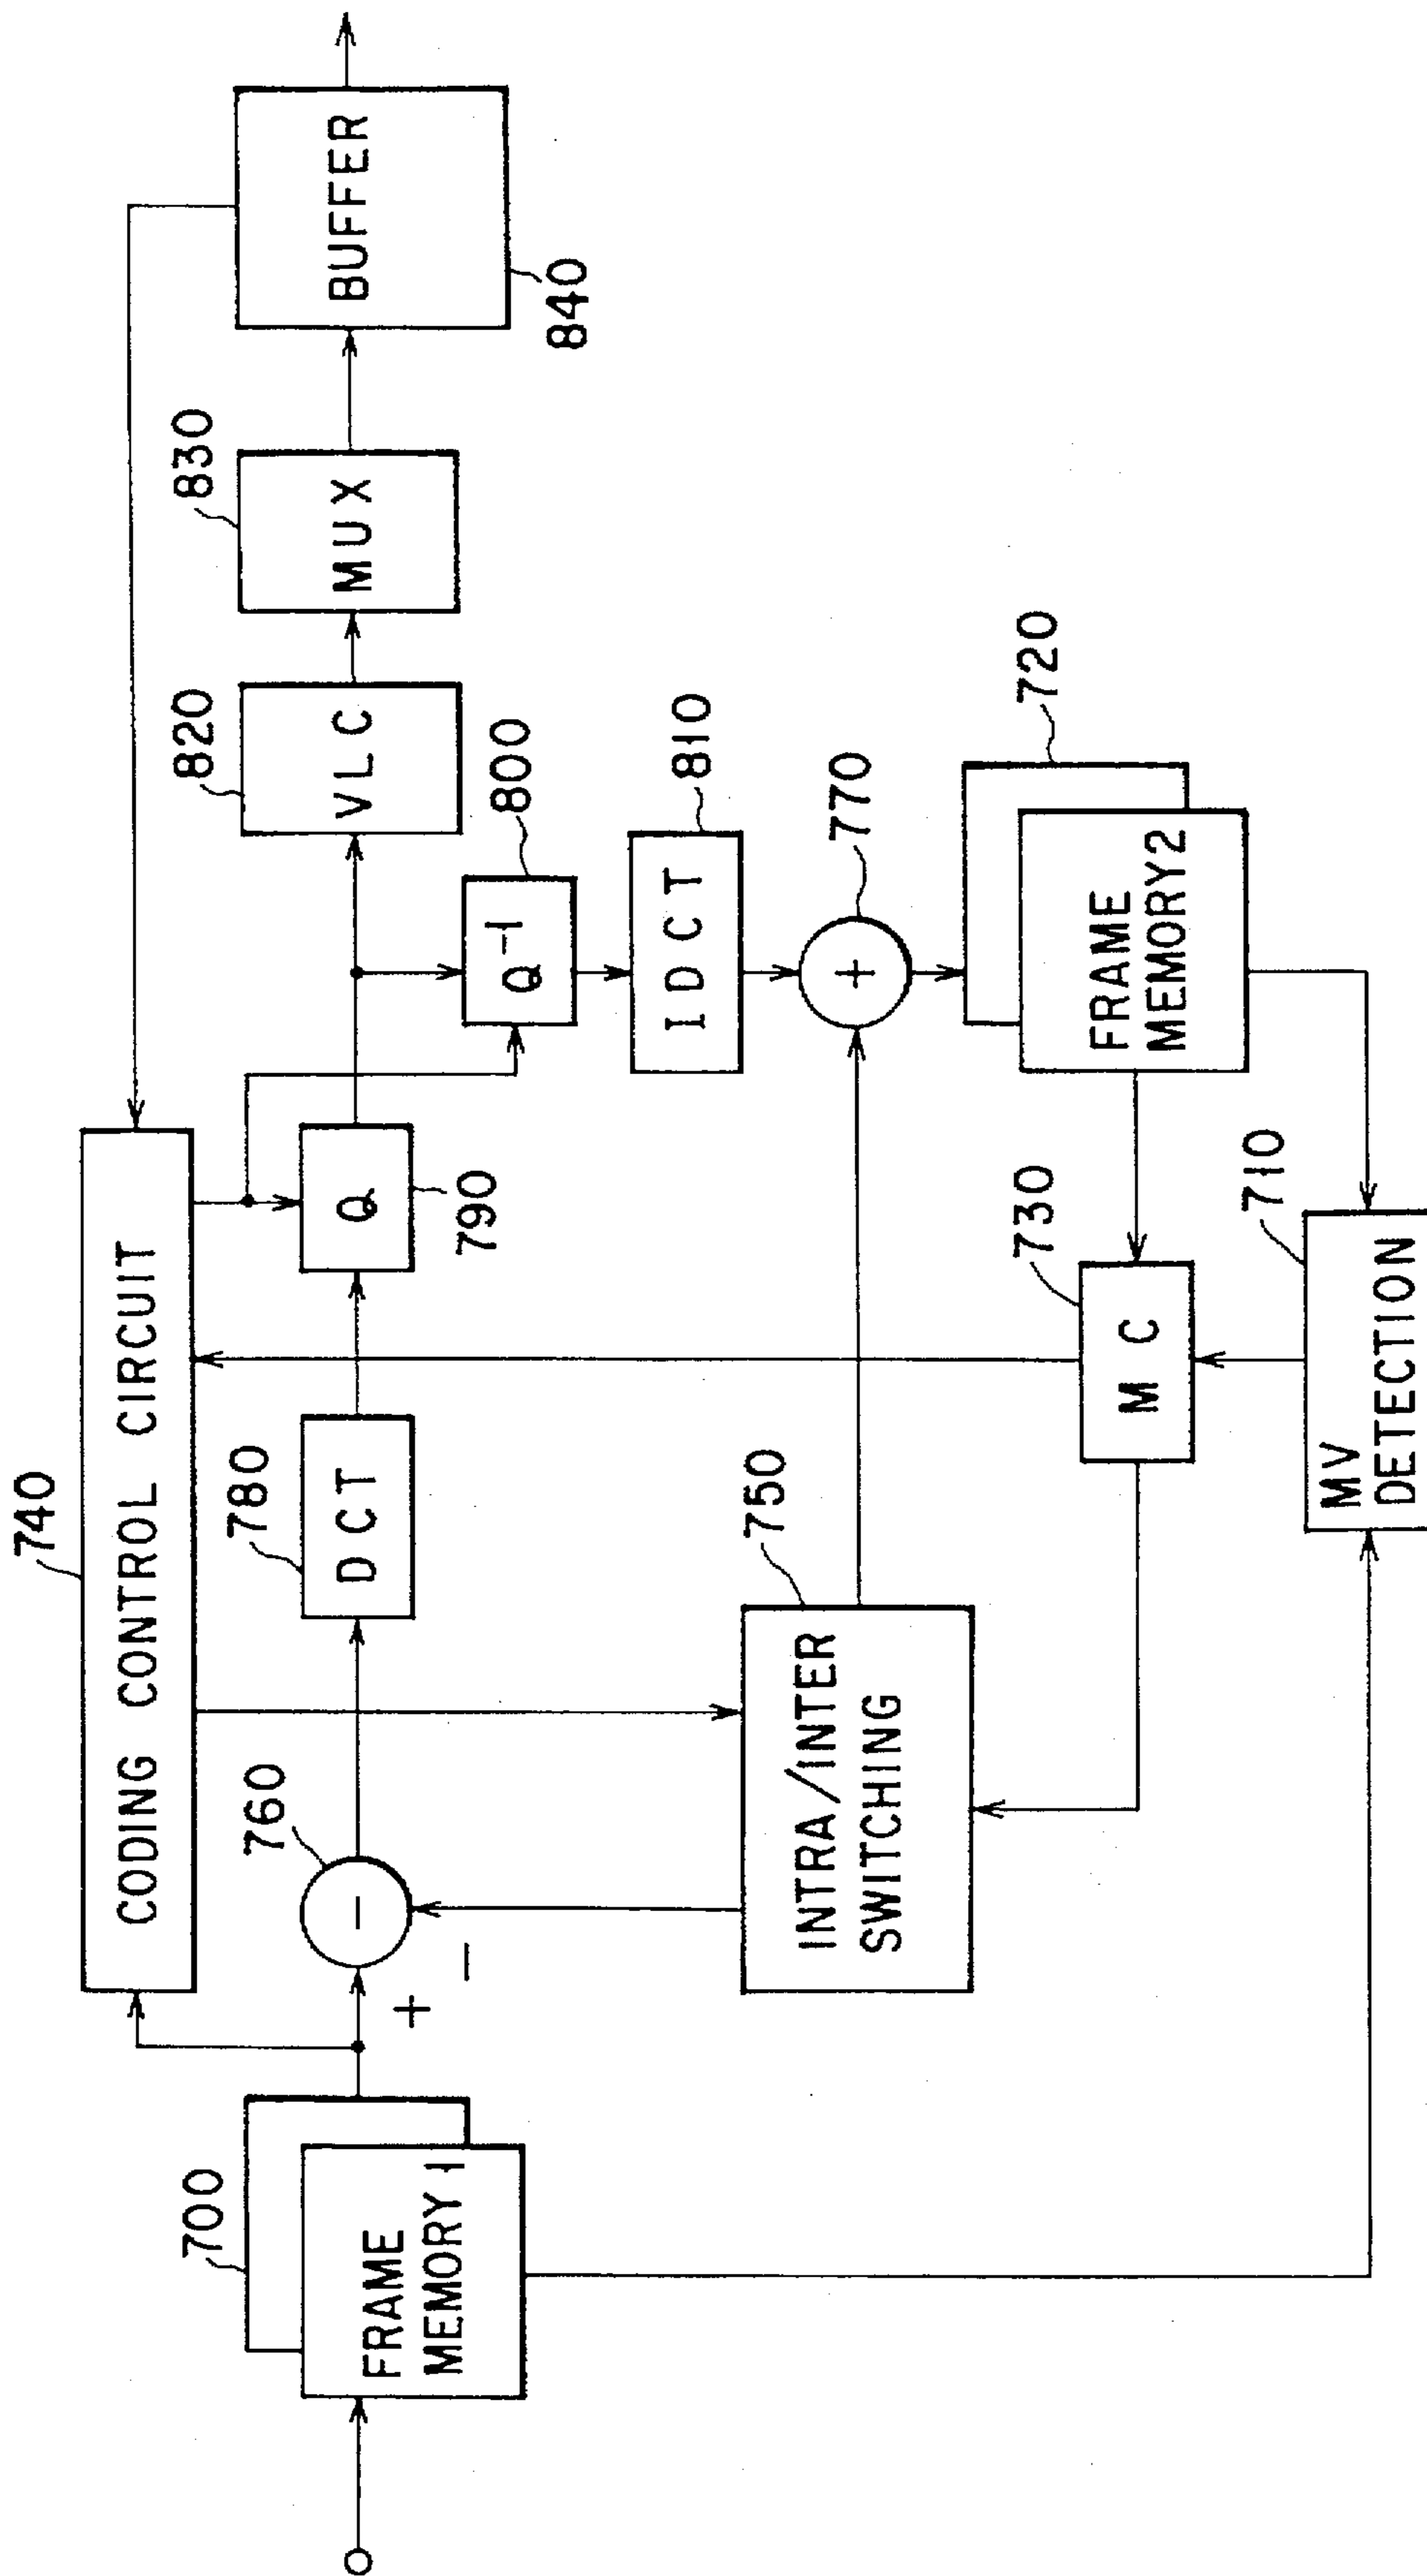 740
CODING CONTROL CIRCUIT
700
FRAME
MEMORY 1
+
−
760
−
780
DCT
790
Q
820
VLC
830
MUX
840
BUFFER
800
Q⁻¹
810
IDCT
770
+
750
INTRA/INTER
SWITCHING
730
MC
720
FRAME
MEMORY2
710
MV
DETECTION